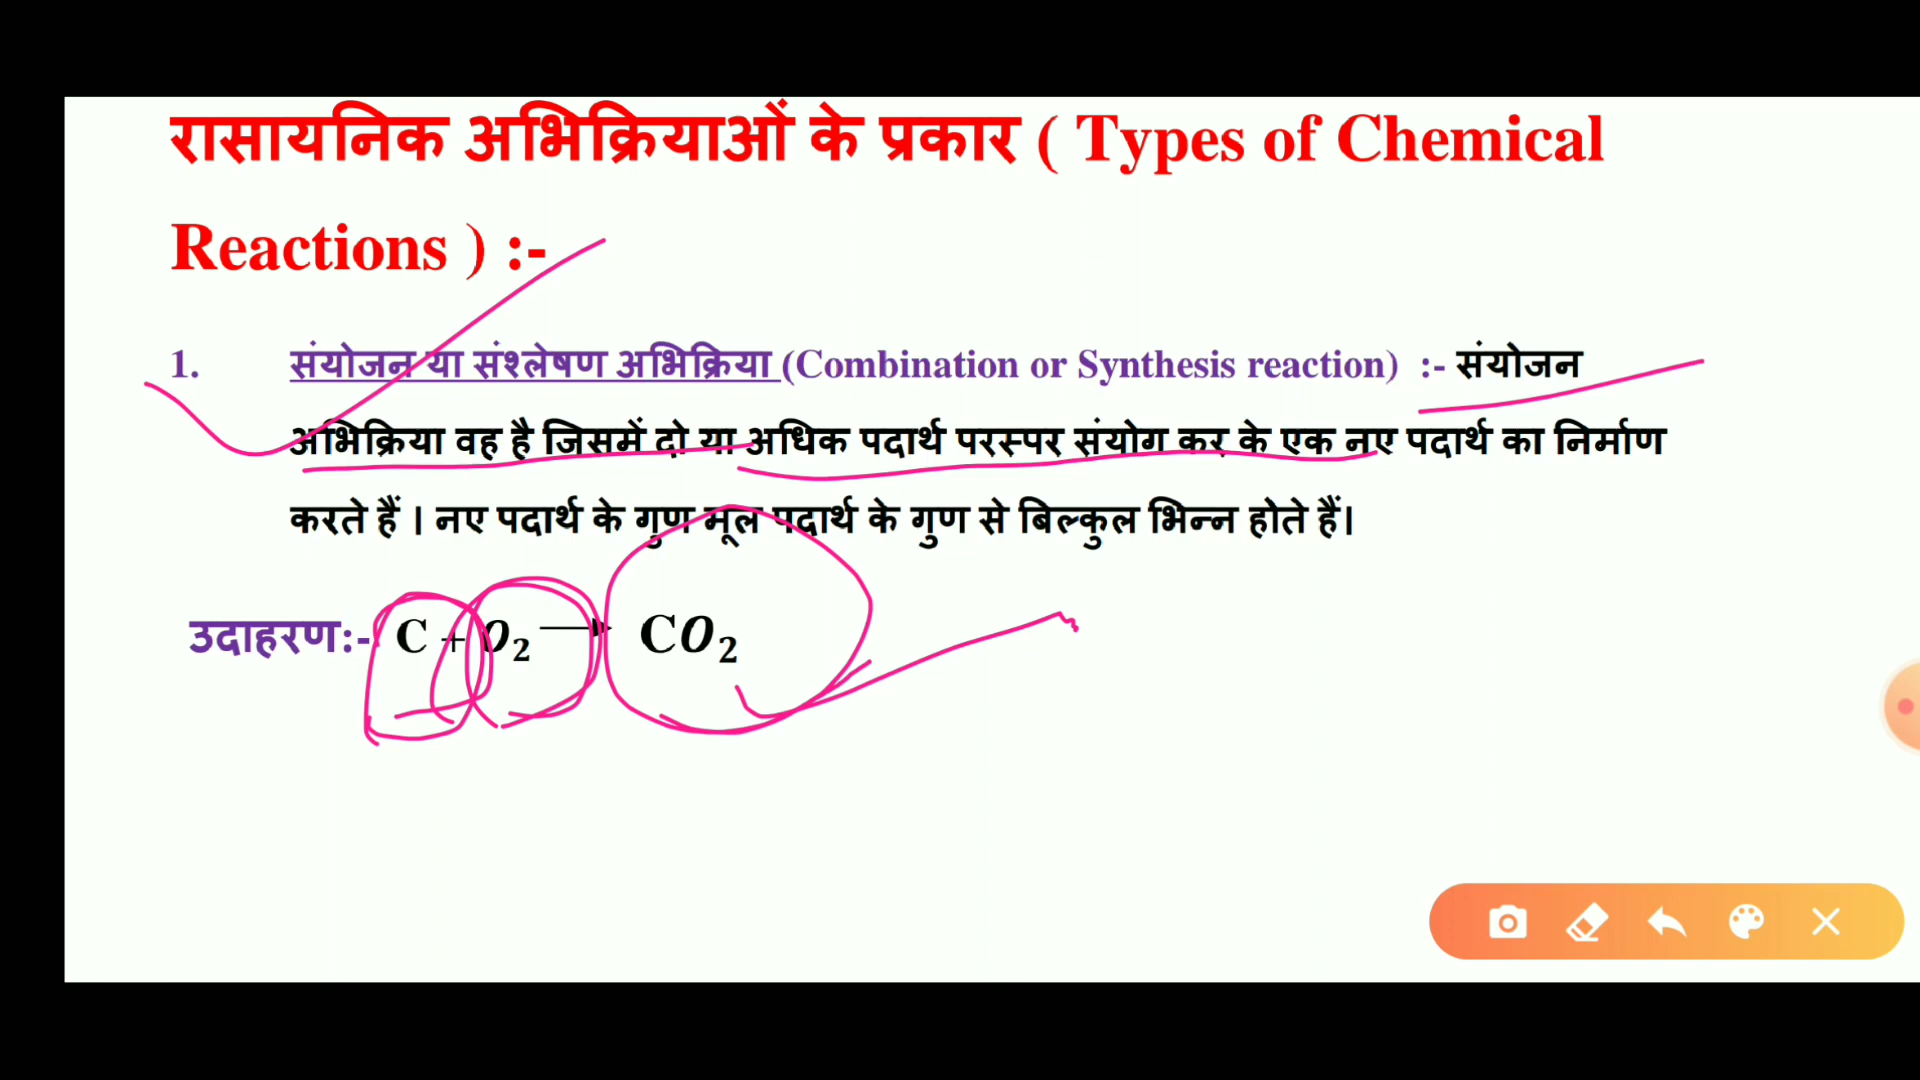 रासायनिक अभिक्रियाओं के प्रकार ( Types of Chemical
Reactions ) :-
1. संयोजन या संश्लेषण अभिक्रिया (Combination or Synthesis reaction) :- संयोजन
अभिक्रिया वह है जिसमें दो या अधिक पदार्थ परस्पर संयोग कर के एक नए पदार्थ का निर्माण
करते हैं । नए पदार्थ के गुण मूल पदार्थ के गुण से बिल्कुल भिन्न होते हैं।
उदाहरण:- C + O₂ → CO₂